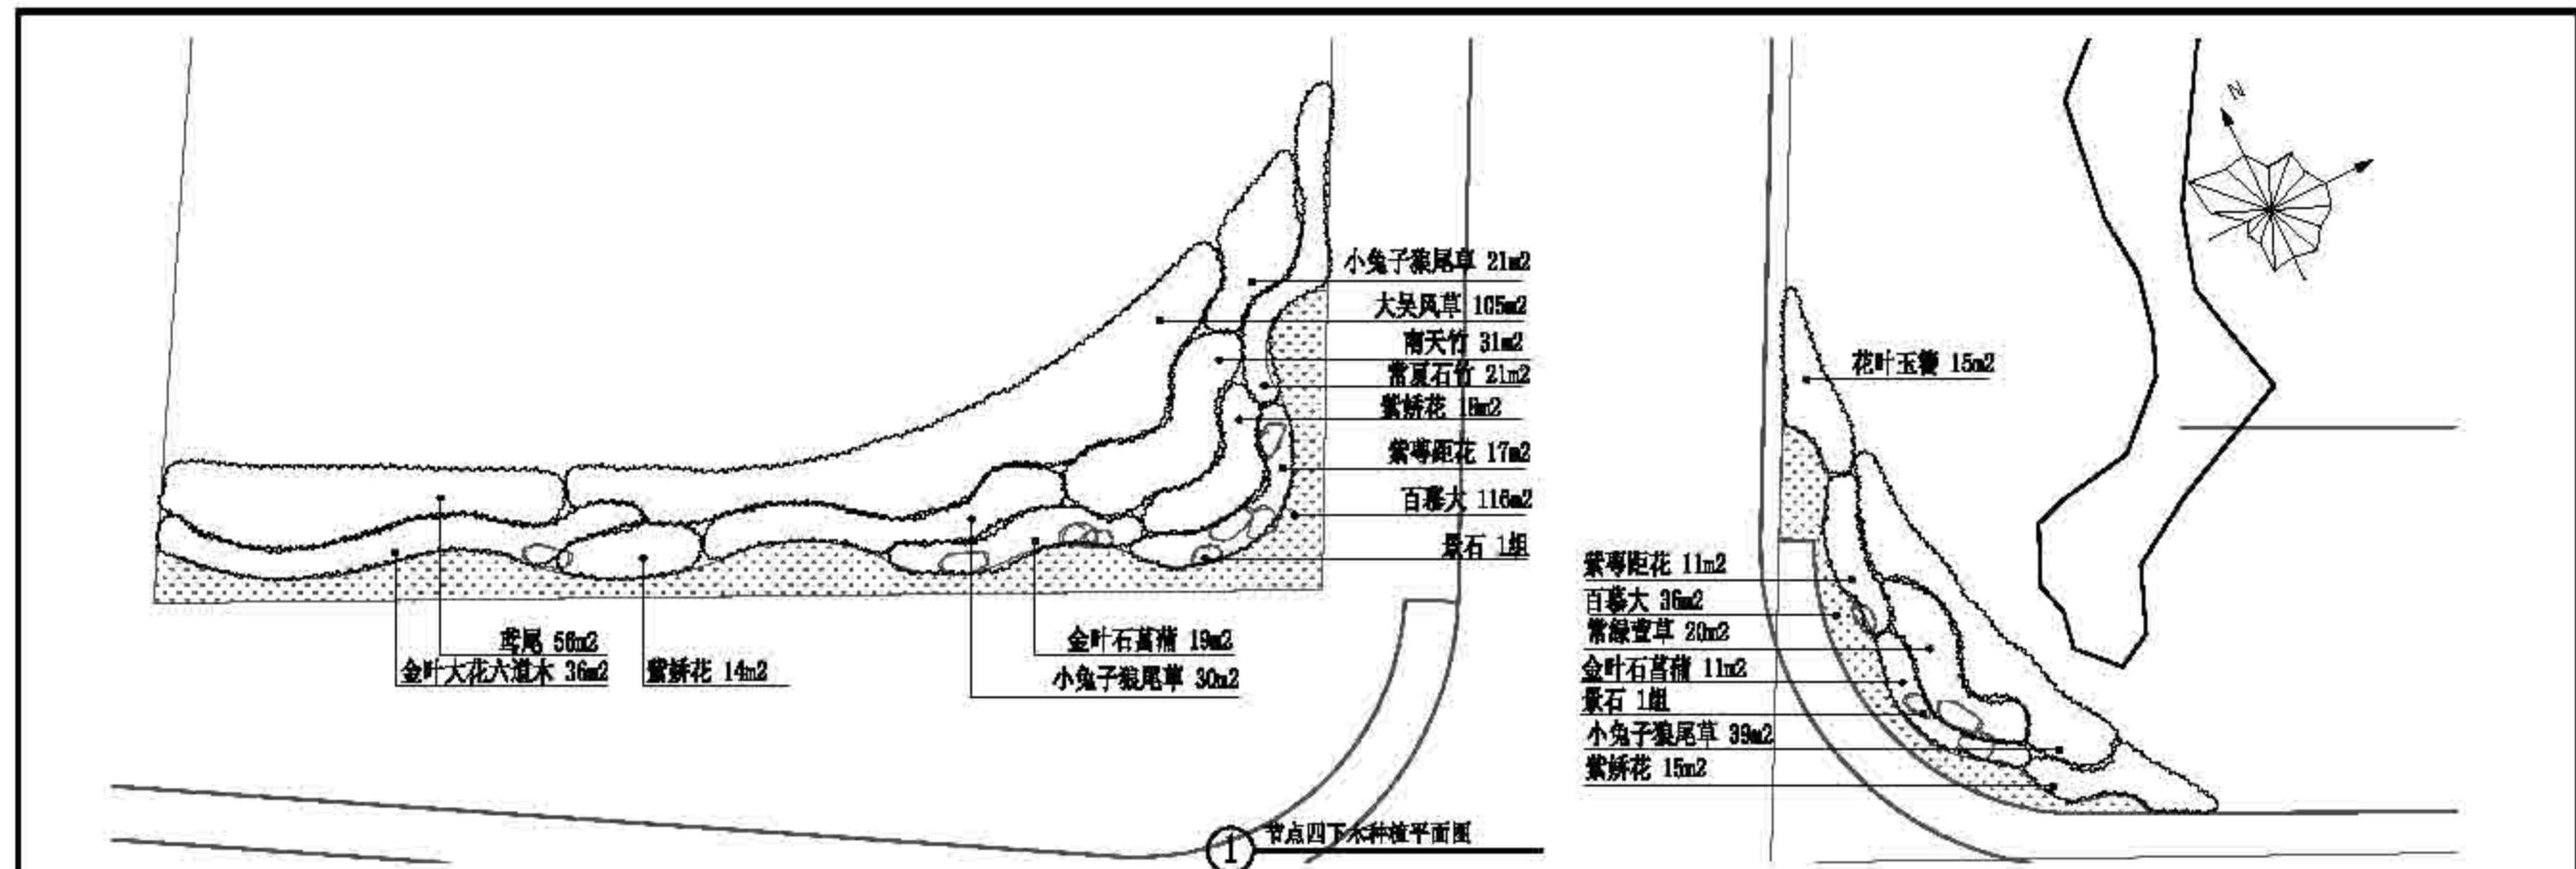 N
小兔子狼尾草 21m2
大吴风草 105m2
南天竹 31m2
常夏石竹 21m2
紫娇花 18m2
紫萼距花 17m2
百慕大 116m2
景石 1组
鸢尾 56m2
金叶大花六道木 36m2
紫娇花 14m2
金叶石菖蒲 19m2
小兔子狼尾草 30m2
1
节点四下木种植平面图
花叶玉簪 15m2
紫萼距花 11m2
百慕大 36m2
常绿萱草 20m2
金叶石菖蒲 11m2
景石 1组
小兔子狼尾草 39m2
紫娇花 15m2